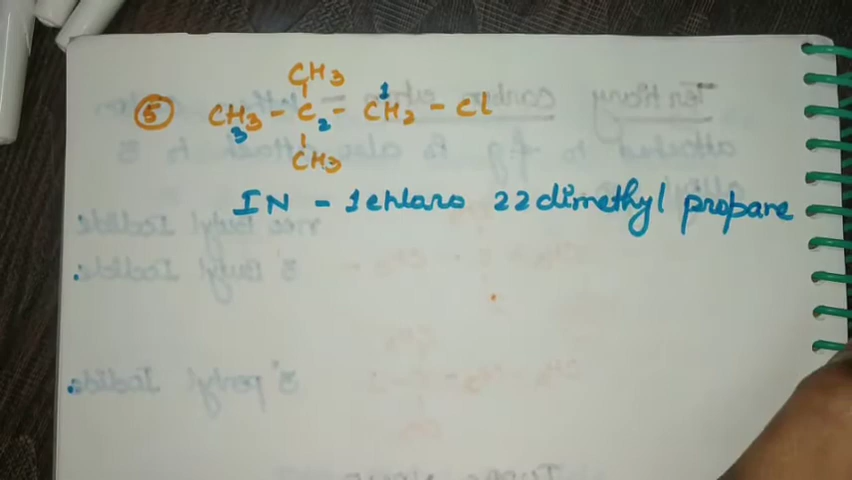 CH3
5 CH3 - C - CH2 - Cl
3 2 1
CH3
IN - 1chloro 22dimethyl propane